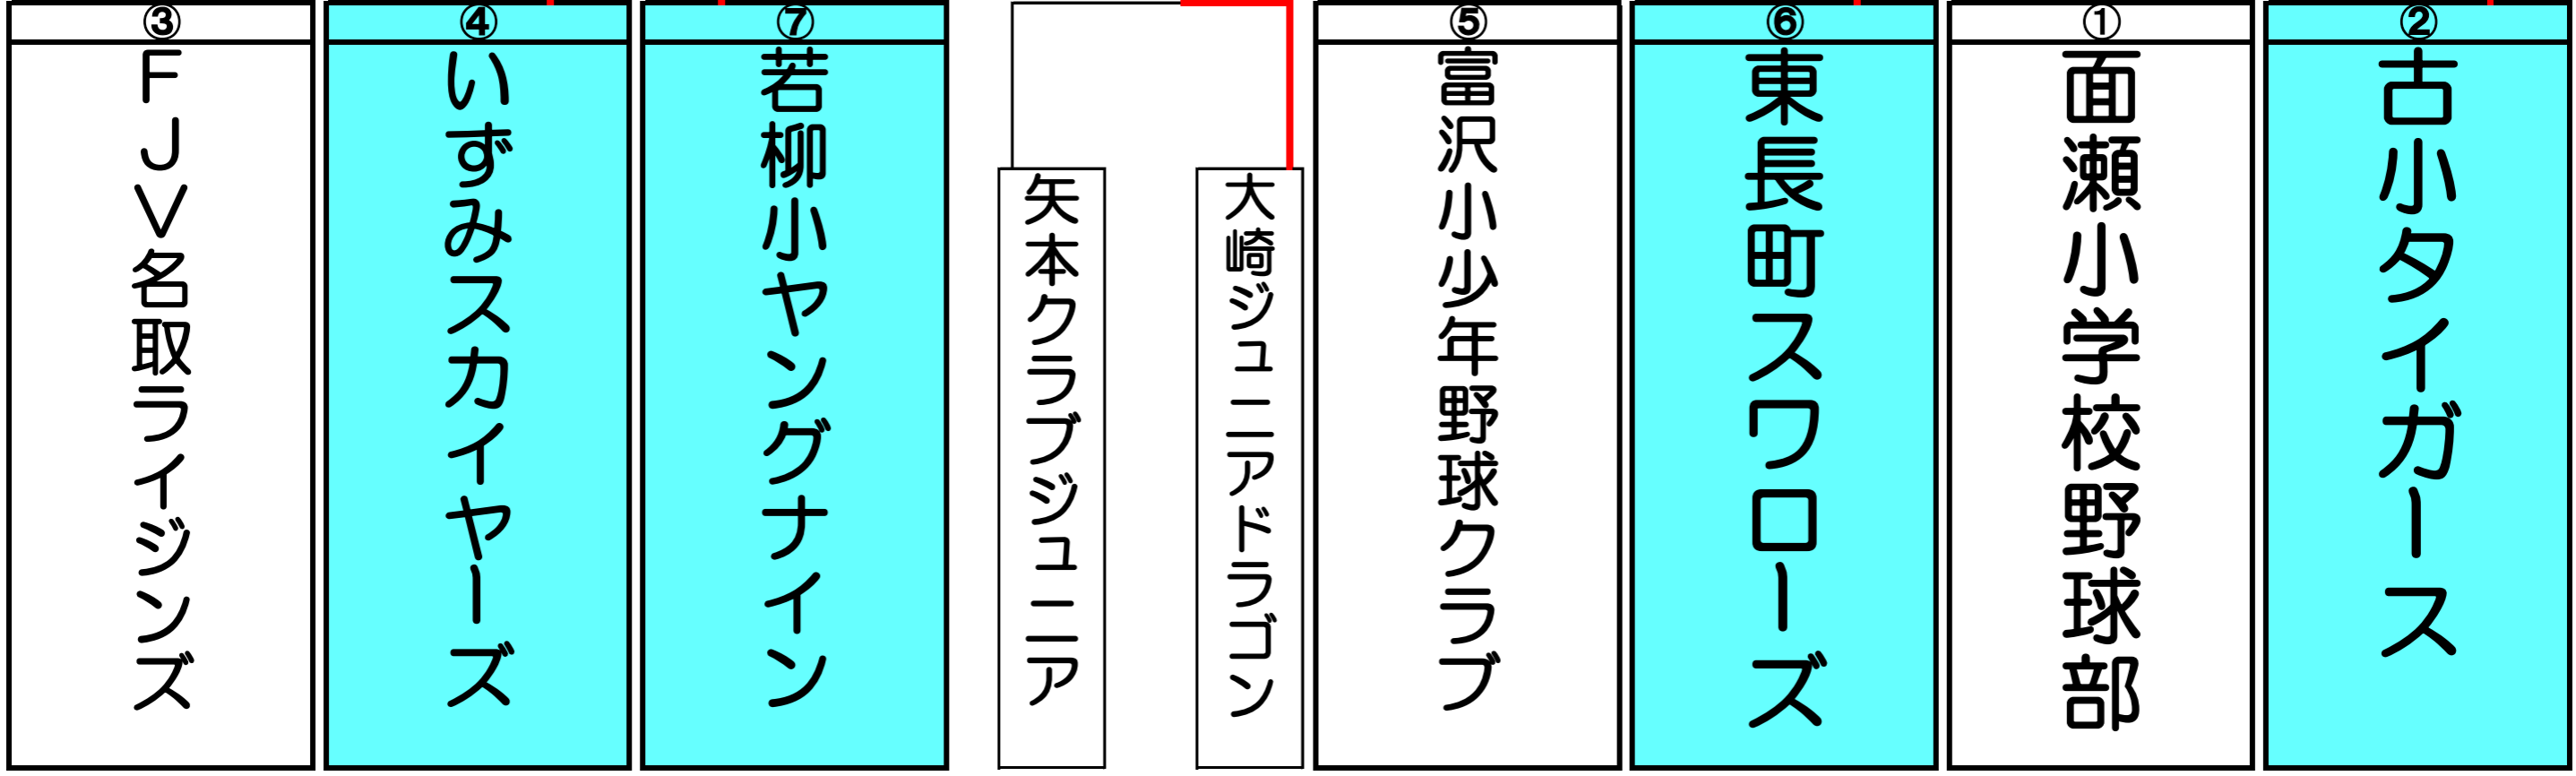 ③
FJV名取ライジンズ
④
いずみスカイヤーズ
⑦
若柳小ヤングナイン
矢本クラブジュニア
大崎ジュニアドラゴン
⑤
富沢小少年野球クラブ
⑥
東長町スワローズ
①
面瀬小学校野球部
②
古小タイガース